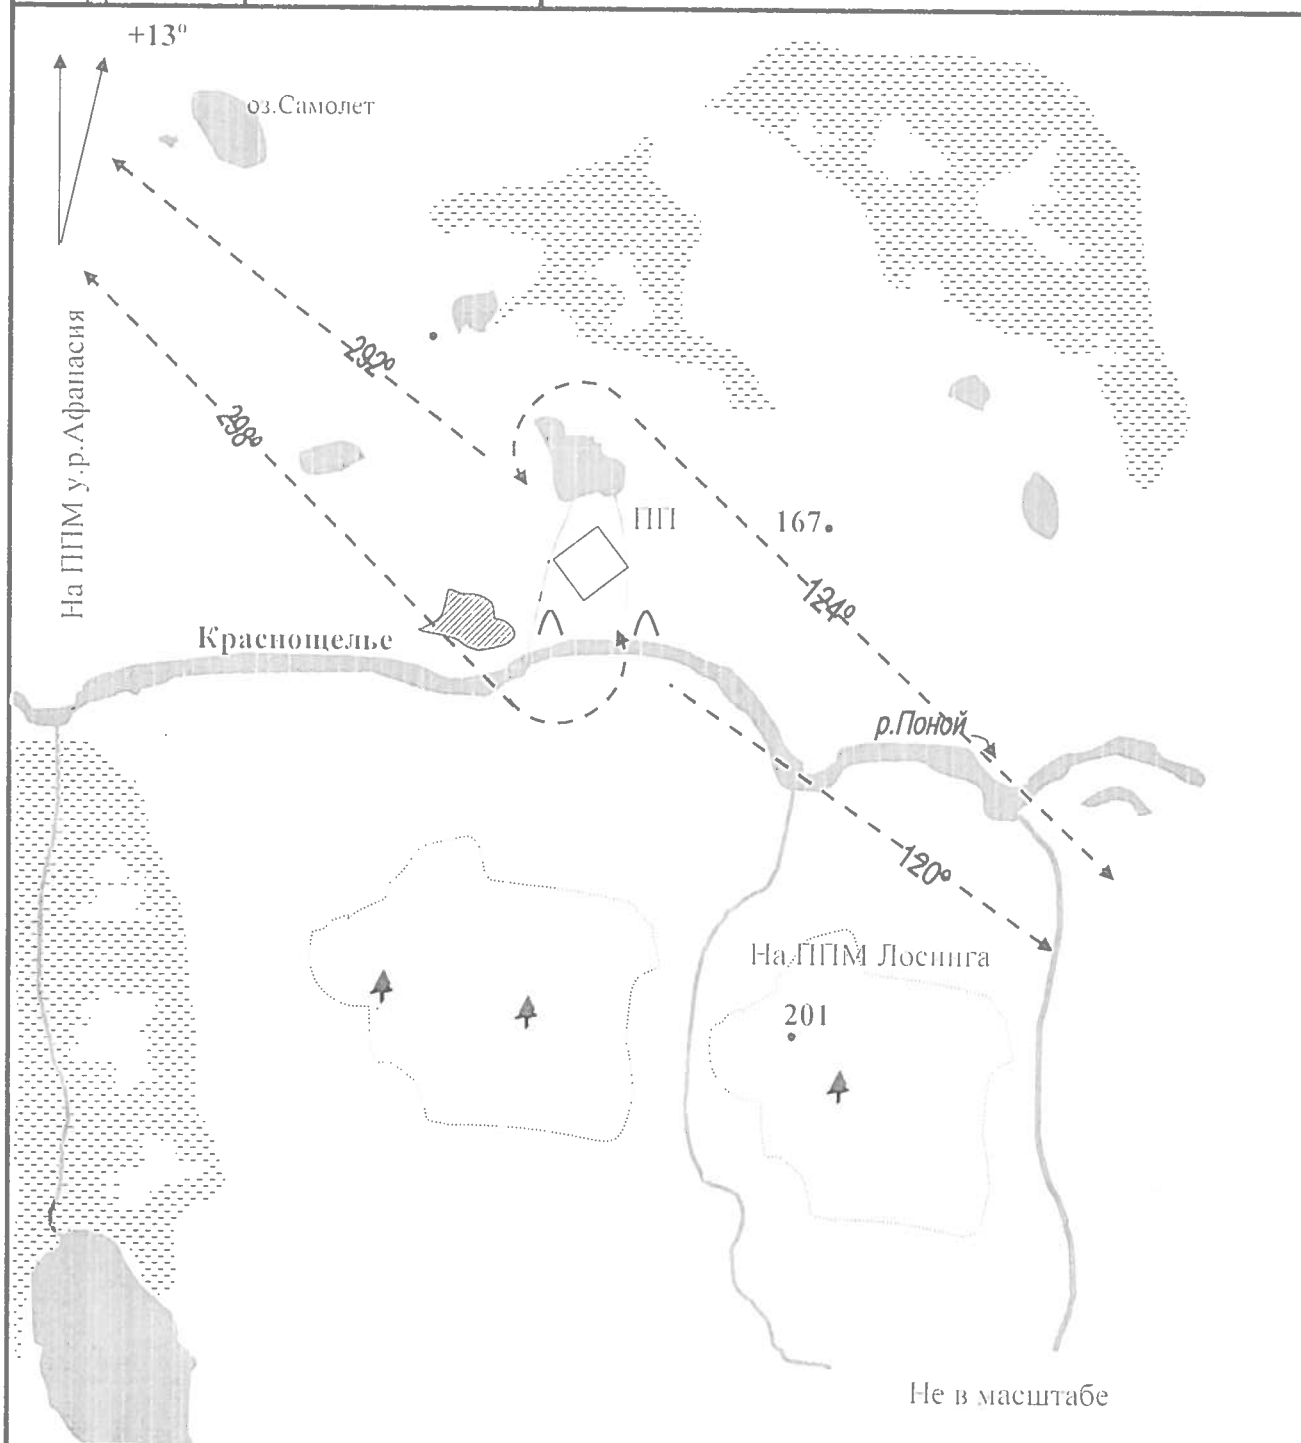 +13°
оз.Самолет
На ППМ у.р.Афанасия
292°
298°
ПП
167
124°
Краснощелье
р.Поной
120°
На ППМ Лосинга
201
Не в масштабе